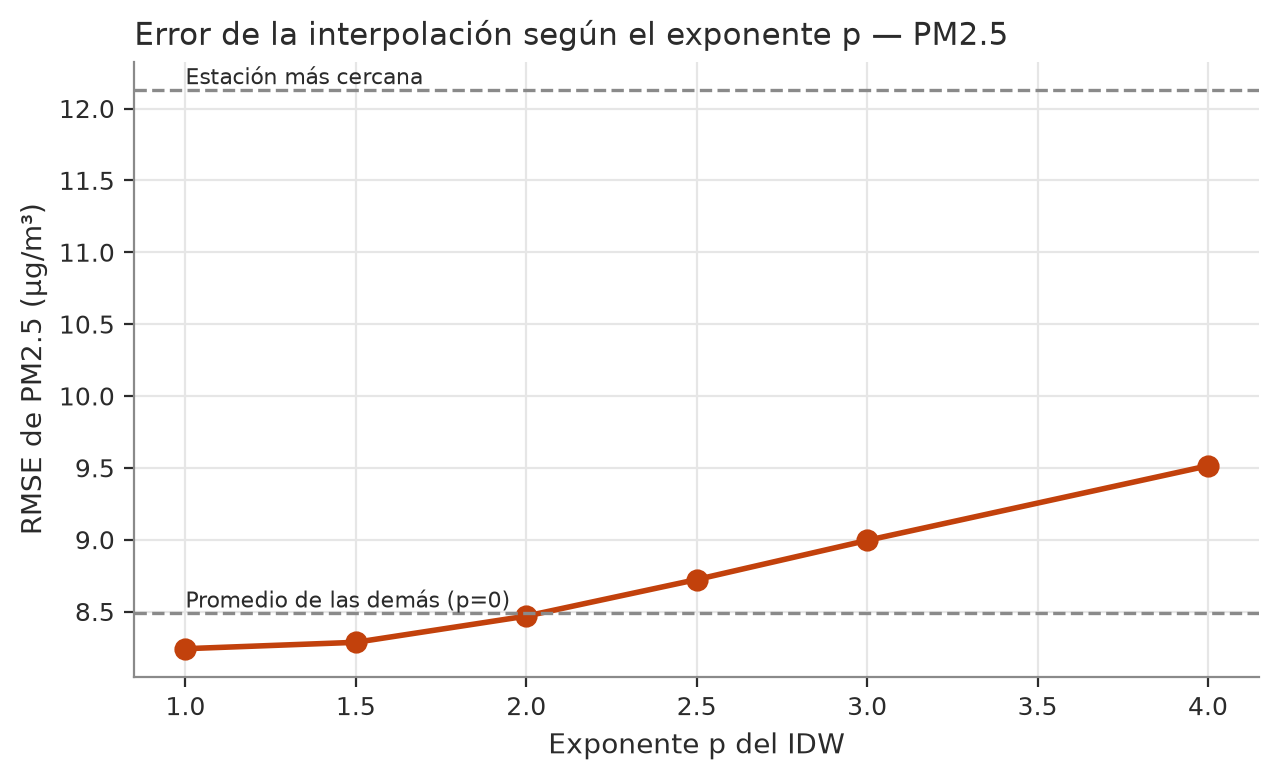 Error de la interpolación según el exponente p — PM2.5
Estación más cercana
12.0
11.5
11.0
10.5
10.0
9.5
9.0
8.5
RMSE de PM2.5 (µg/m³)
Promedio de las demás (p=0)
1.0 1.5 2.0 2.5 3.0 3.5 4.0
Exponente p del IDW